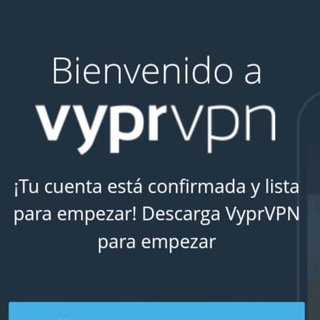 Bienvenido a
vyprvpn
¡Tu cuenta está confirmada y lista
para empezar! Descarga VyprVPN
para empezar